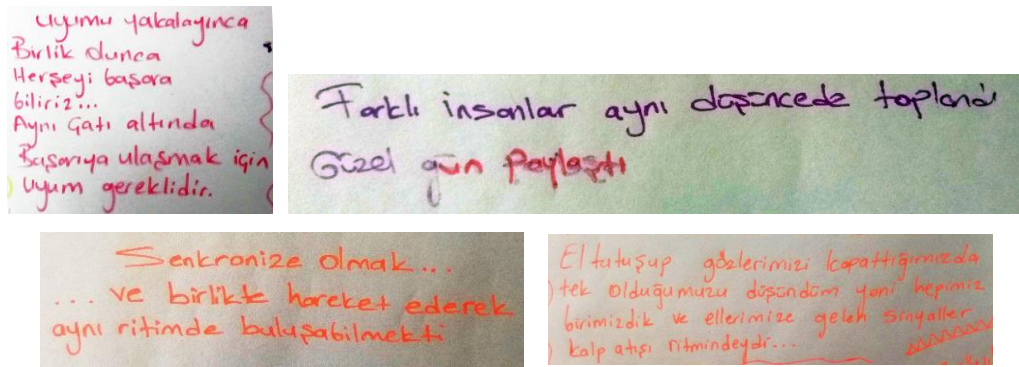 Uyumu yakalayınca
Birlik olunca
Herşeyi başara
biliriz...
Aynı Çatı altında
Başarıya ulaşmak için
Uyum gereklidir.
Farklı insanlar aynı düşüncede toplandı
Güzel gün paylaştı
Senkronize olmak...
... ve birlikte hareket ederek
aynı ritimde buluşabilmekti
El tutuşup gözlerimizi kapattığımızda
tek olduğumuzu düşündüm yani hepimiz
birimizdik ve ellerimize gelen sinyaller
kalp atışı ritmindeydi...